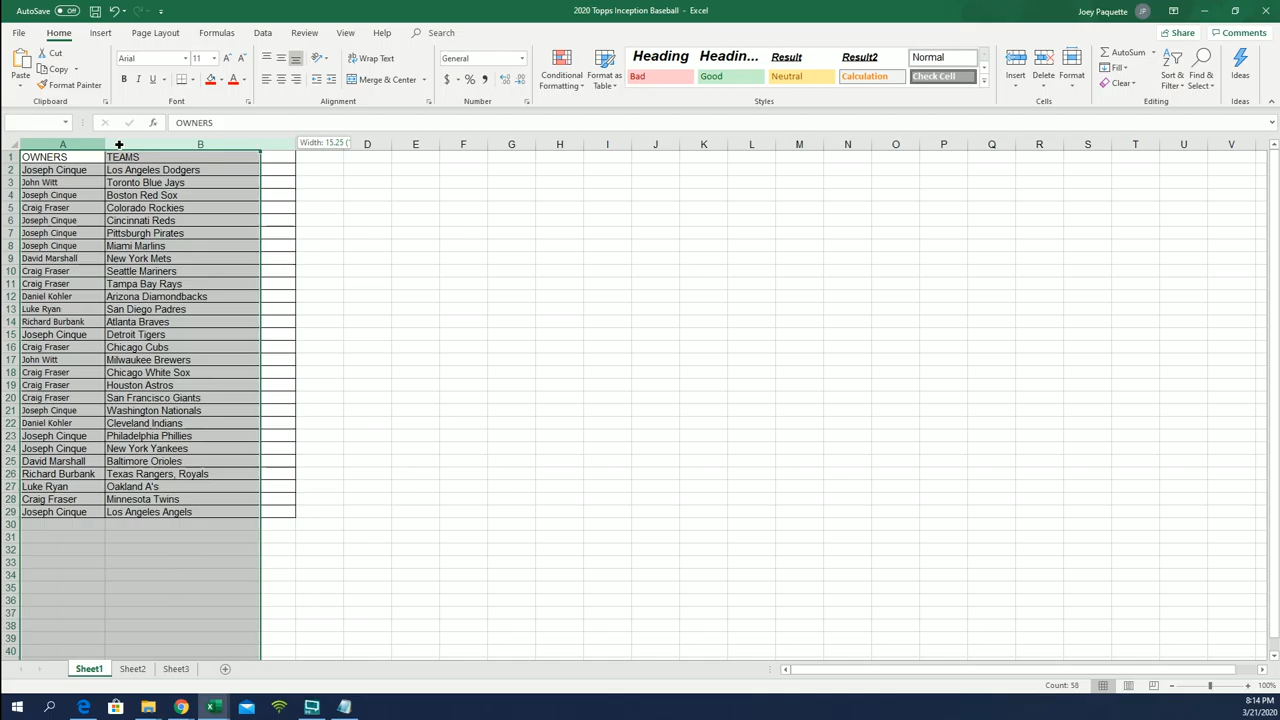 AutoSave Off 2020 Topps Inception Baseball - Excel Joey Paquette JP
File Home Insert Page Layout Formulas Data Review View Help Search Share Comments
Paste Cut Copy Format Painter Clipboard
Arial 11 B I U A A A Font
Wrap Text Merge & Center Alignment
General $ % , Number
Conditional Formatting Format as Table
Heading Headin... Result Result2 Normal
Bad Good Neutral Calculation Check Cell
Styles
Insert Delete Format Cells
AutoSum Fill Clear Sort & Filter Find & Select Editing
Ideas Ideas
fx OWNERS
Width: 15.25 (
A B D E F G H I J K L M N O P Q R S T U V
1 OWNERS TEAMS
2 Joseph Cinque Los Angeles Dodgers
3 John Witt Toronto Blue Jays
4 Joseph Cinque Boston Red Sox
5 Craig Fraser Colorado Rockies
6 Joseph Cinque Cincinnati Reds
7 Joseph Cinque Pittsburgh Pirates
8 Joseph Cinque Miami Marlins
9 David Marshall New York Mets
10 Craig Fraser Seattle Mariners
11 Craig Fraser Tampa Bay Rays
12 Daniel Kohler Arizona Diamondbacks
13 Luke Ryan San Diego Padres
14 Richard Burbank Atlanta Braves
15 Joseph Cinque Detroit Tigers
16 Craig Fraser Chicago Cubs
17 John Witt Milwaukee Brewers
18 Craig Fraser Chicago White Sox
19 Craig Fraser Houston Astros
20 Craig Fraser San Francisco Giants
21 Joseph Cinque Washington Nationals
22 Daniel Kohler Cleveland Indians
23 Joseph Cinque Philadelphia Phillies
24 Joseph Cinque New York Yankees
25 David Marshall Baltimore Orioles
26 Richard Burbank Texas Rangers, Royals
27 Luke Ryan Oakland A's
28 Craig Fraser Minnesota Twins
29 Joseph Cinque Los Angeles Angels
30
31
32
33
34
35
36
37
38
39
40
Sheet1 Sheet2 Sheet3
Count: 58 100%
8:14 PM
3/21/2020